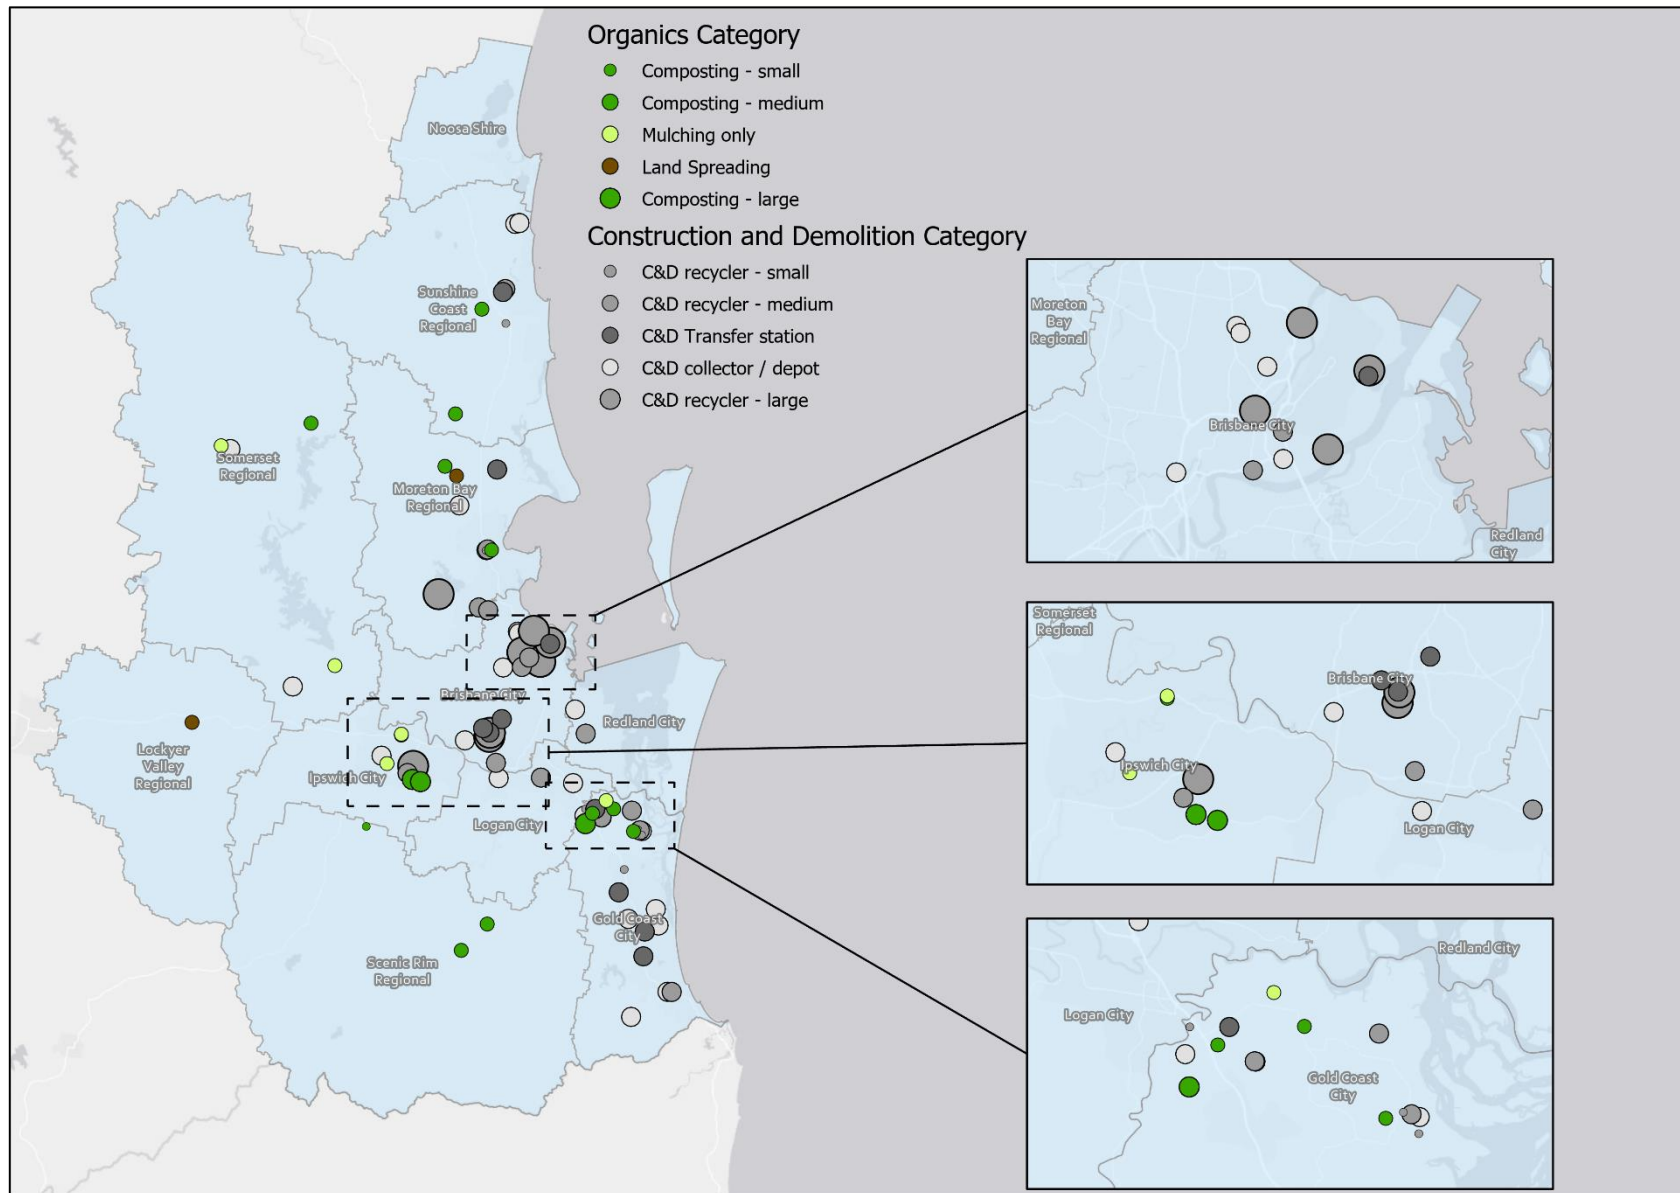 Organics Category
Composting - small
Composting - medium
Mulching only
Land Spreading
Composting - large
Construction and Demolition Category
C&D recycler - small
C&D recycler - medium
C&D Transfer station
C&D collector / depot
C&D recycler - large
Noosa Shire
Sunshine
Coast
Regional
Somerset
Regional
Moreton Bay
Regional
Brisbane City
Redland City
Lockyer
Valley
Regional
Ipswich City
Logan City
Gold Coast
City
Scenic Rim
Regional
Moreton
Bay
Regional
Brisbane City
Redland
City
Somerset
Regional
Brisbane City
Ipswich City
Logan City
Redland City
Logan City
Gold Coast
City